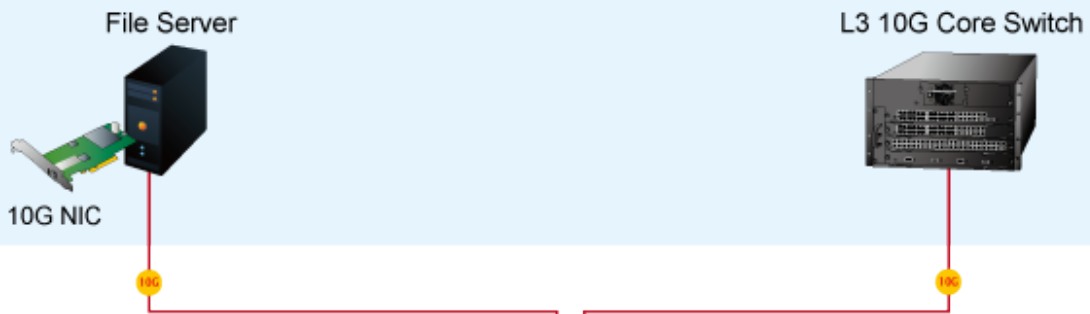 File Server
L3 10G Core Switch
10G NIC
10G
10G